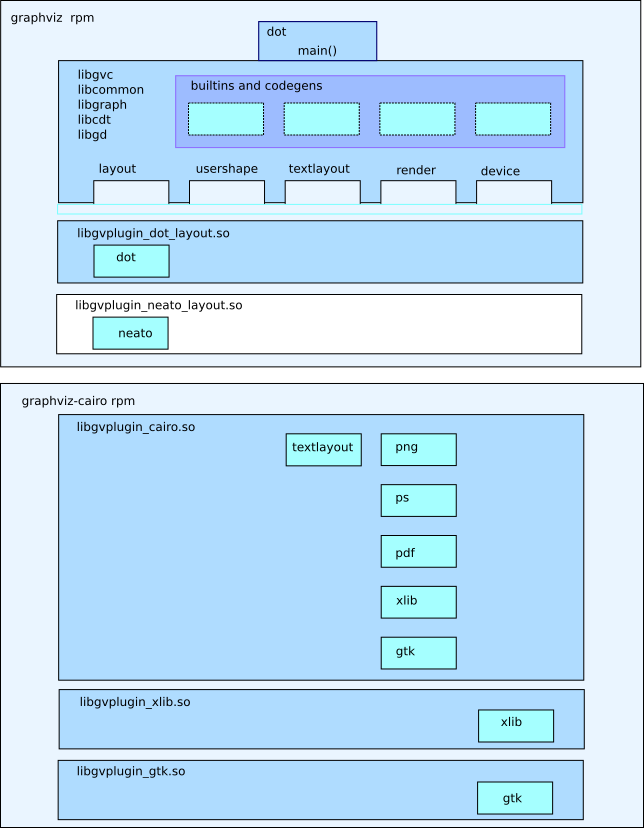 graphviz  rpm
dot
main()
libgvc
libcommon
libgraph
libcdt
libgd
builtins and codegens
layout
usershape
textlayout
render
device
libgvplugin_dot_layout.so
dot
libgvplugin_neato_layout.so
neato
graphviz-cairo rpm
libgvplugin_cairo.so
textlayout
png
ps
pdf
xlib
gtk
libgvplugin_xlib.so
xlib
libgvplugin_gtk.so
gtk